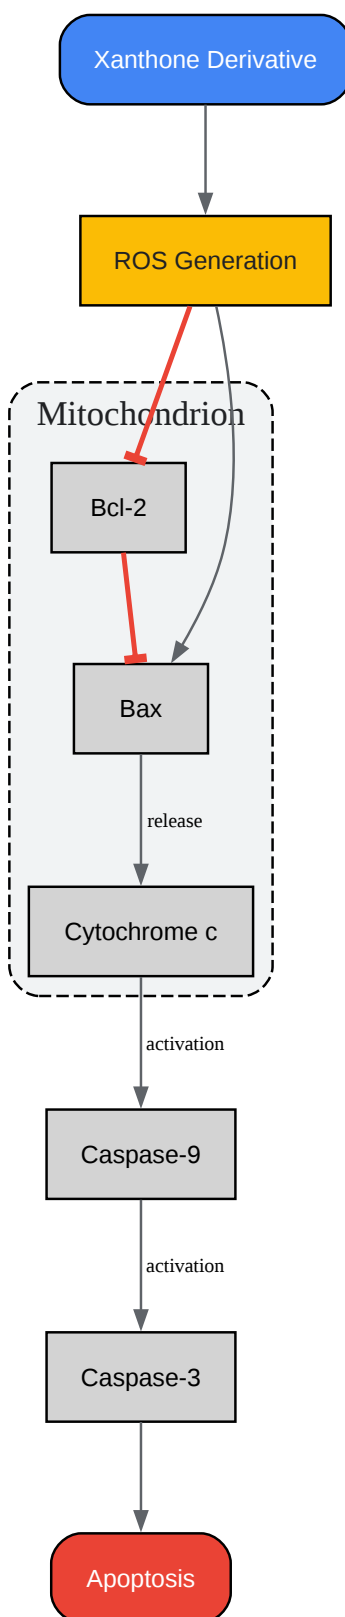 Xanthone Derivative
ROS Generation
Mitochondrion
Bcl-2
Bax
release
Cytochrome c
activation
Caspase-9
activation
Caspase-3
Apoptosis